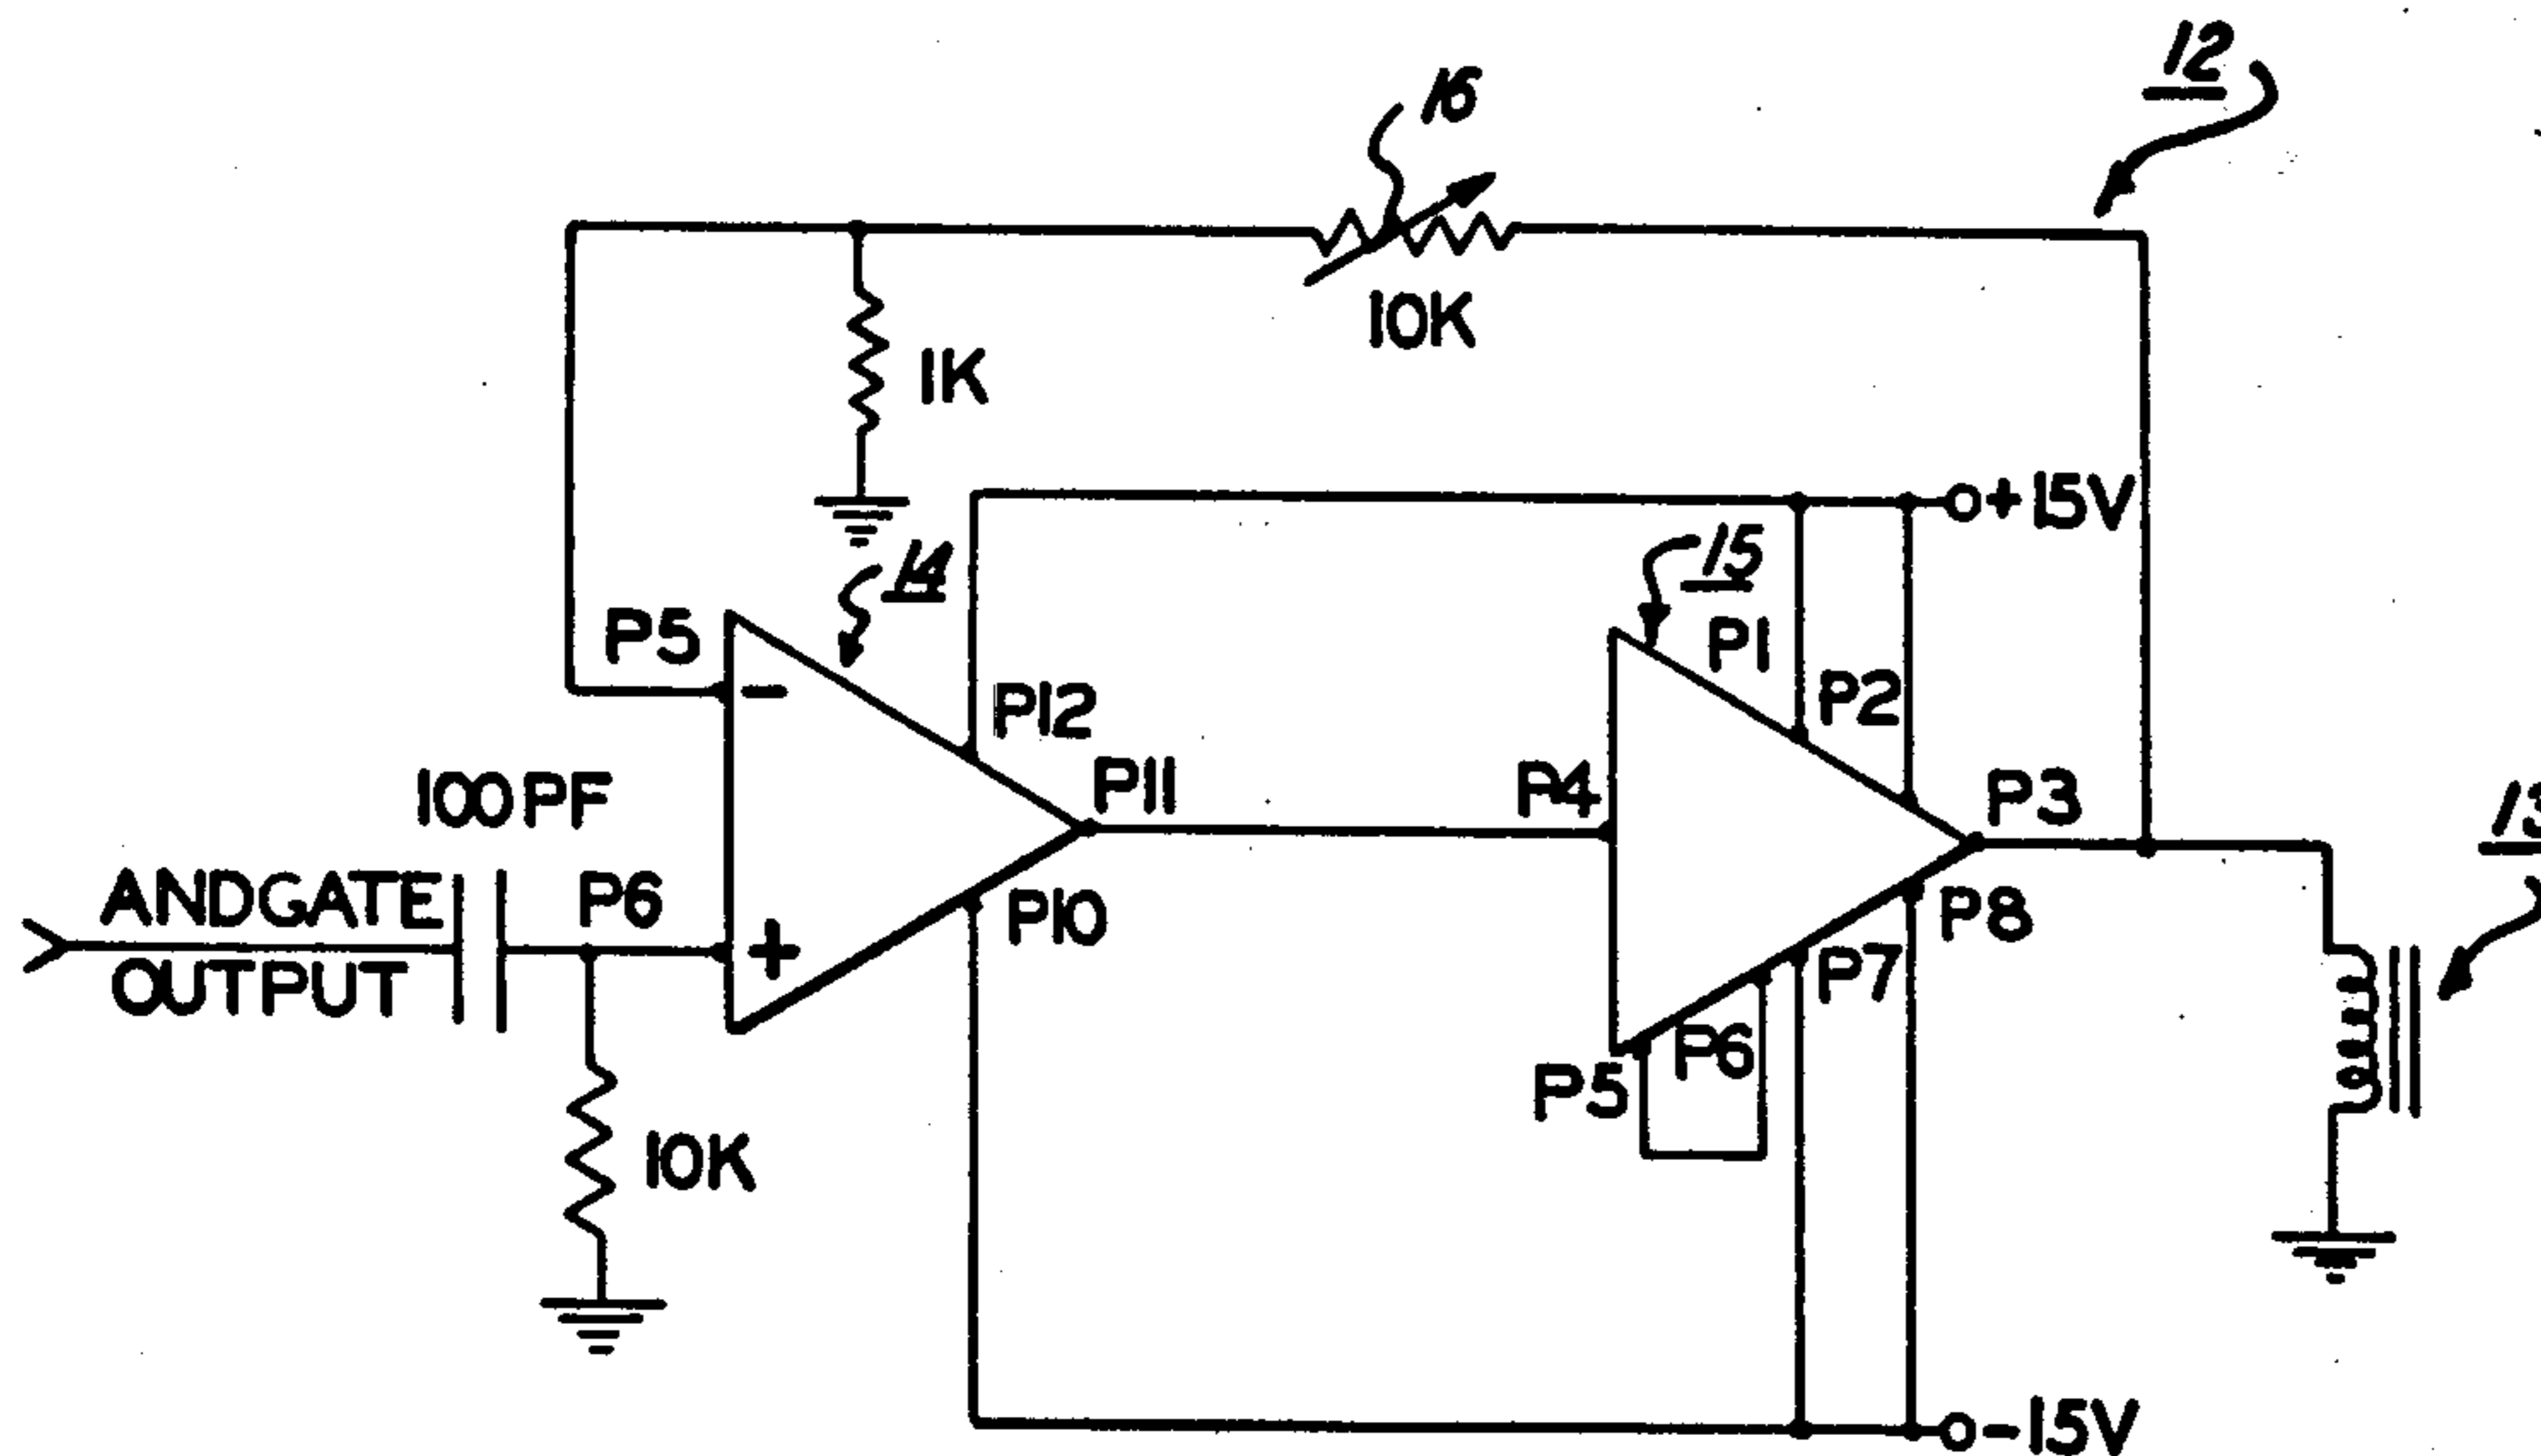 12
16
10K
1K
+15V
14
15
P5
P1
P12
P2
100PF
P11
P4
P3
13
ANDGATE
OUTPUT
P6
P10
P8
P7
P6
P5
10K
-15V